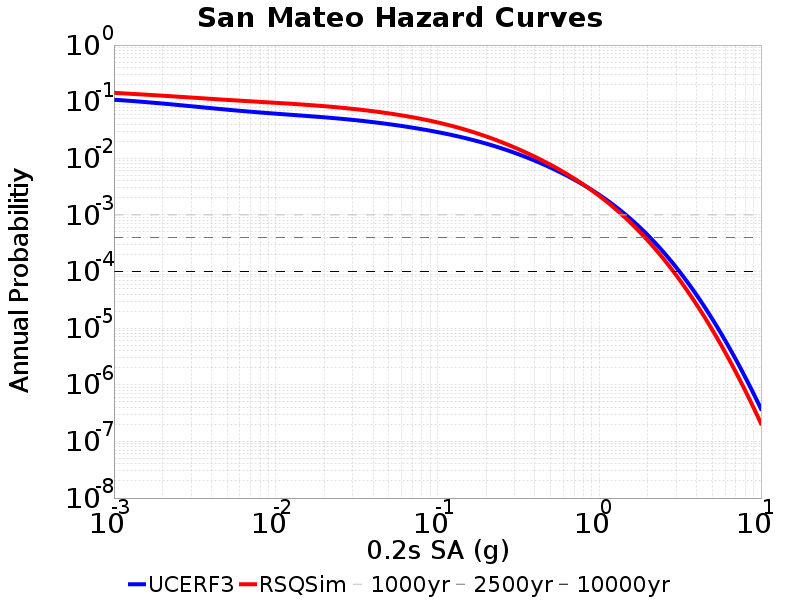 San Mateo Hazard Curves
10^0
10^-1
10^-2
10^-3
10^-4
10^-5
10^-6
10^-7
10^-8
Annual Probabilitiy
10^-3 10^-2 10^-1 10^0 10^1
0.2s SA (g)
UCERF3 RSQSim 1000yr 2500yr 10000yr